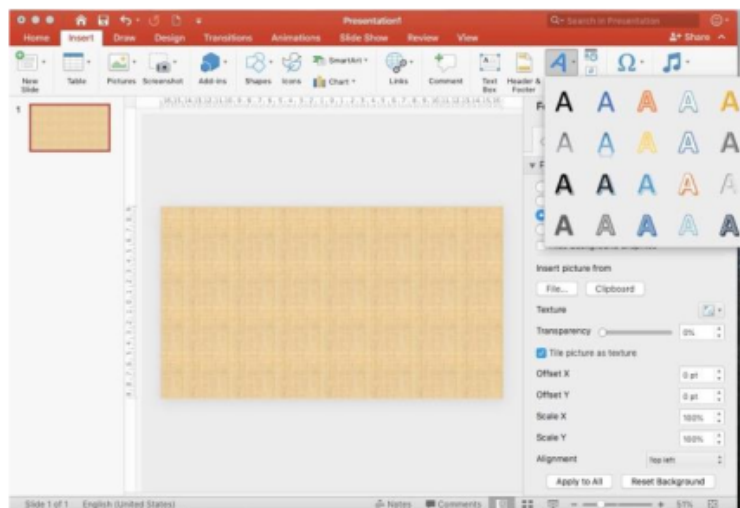 Presentation1
Search in Presentation
Home Insert Draw Design Transitions Animations Slide Show Review View
Share
New Slide
Table
Pictures
Screenshot
Add-ins
Shapes
Icons
SmartArt
Chart
Links
Comment
Text Box
Header & Footer
1
Insert picture from
File... Clipboard
Texture
Transparency 0%
Tile picture as texture
Offset X 0 pt
Offset Y 0 pt
Scale X 100%
Scale Y 100%
Alignment Top left
Apply to All Reset Background
Slide 1 of 1 English (United States) Notes Comments 51%